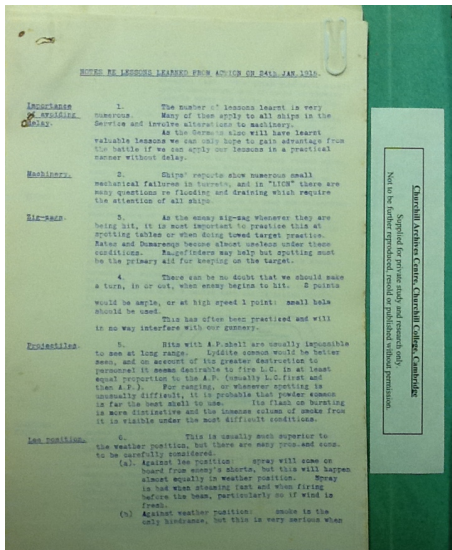 NOTES RE LESSONS LEARNED FROM ACTION ON 24th JAN 1915.
Importance of avoiding delay.
1. The number of lessons learnt is very
numerous. Many of them apply to all ships in the
Service and involve alterations to machinery.
As the Germans also will have learnt
valuable lessons we can only hope to gain advantage from
the battle if we can apply our lessons in a practical
manner without delay.
Machinery.
2. Ships' reports show numerous small
mechanical failures in turrets, and in "LION" there are
many questions re flooding and draining which require
the attention of all ships.
Zig-zags.
3. As the enemy zig-zag whenever they are
being hit, it is most important to practise this at
spotting tables or when doing towed target practice.
Rates and Dumaresqs become almost useless under these
conditions. Rangefinders may help but spotting must
be the primary aid for keeping on the target.
4. There can be no doubt that we should make
a turn, in or out, when enemy begins to hit. 2 points
would be ample, or at high speed 1 point: small helm
should be used.
This has often been practised and will
in no way interfere with our gunnery.
Projectiles.
5. Hits with A.P.shell are usually impossible
to see at long range. Lyddite common would be better
seen, and on account of its greater destruction to
personnel it seems desirable to fire L.C. in at least
equal proportion to the A.P. (usually L.C.first and
than A.P.). For ranging, or whenever spotting is
unusually difficult, it is probable that powder common
is far the best shell to use. Its flash on bursting
is more distinctive and the immense column of smoke from
it is visible under the most difficult conditions.
Lee position.
6. This is usually much superior to
the weather position, but there are many pros.and cons.
to be carefully considered.
(a). Against lee position: spray will come on
board from enemy's shorts, but this will happen
almost equally in weather position. Spray
is bad when steaming fast and when firing
before the beam, particularly so if wind is
fresh.
(b) Against weather position: smoke is the
only hindrance, but this is very serious when
Churchill Archives Centre, Churchill College, Cambridge
Supplied for private study and research only.
Not to be further reproduced, resold or published without permission.